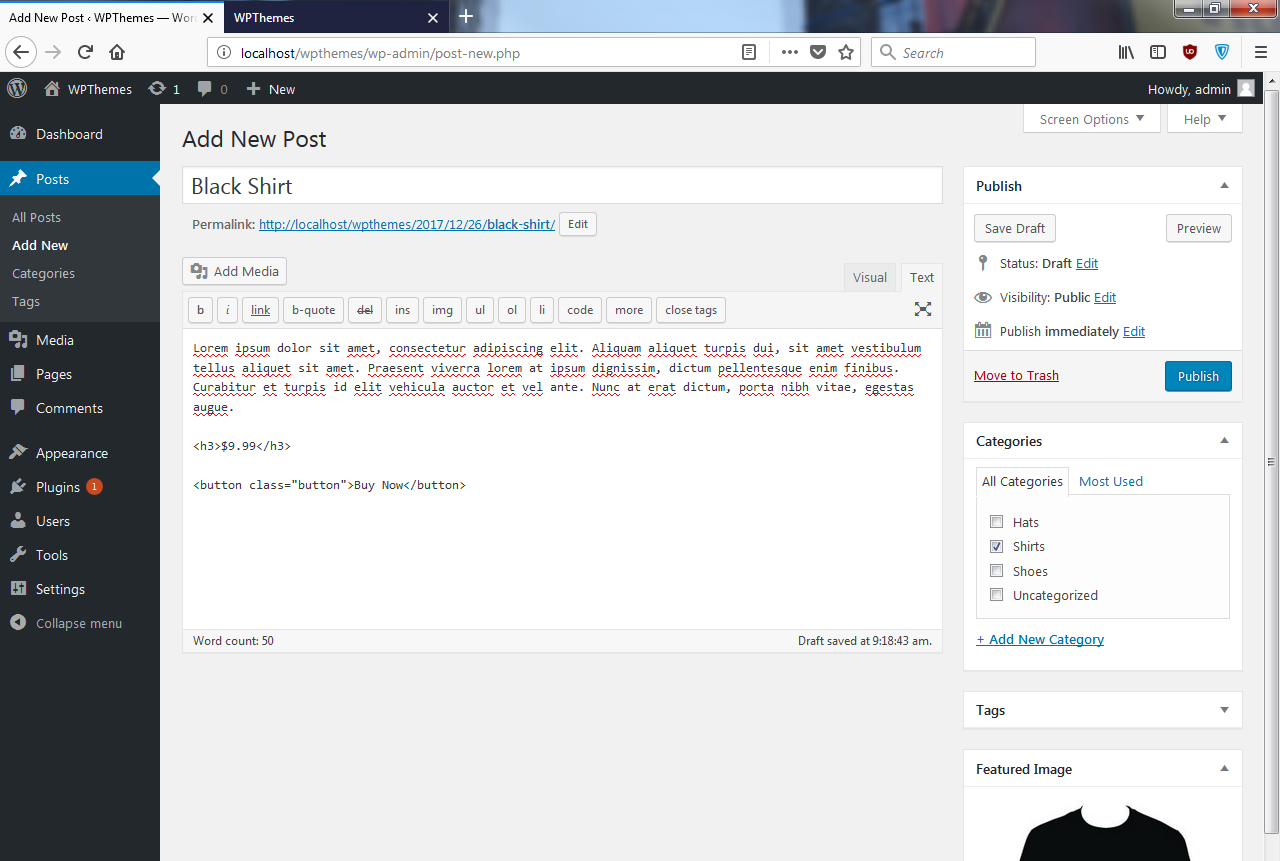 Add New Post ‹ WPThemes — Wor
WPThemes
localhost/wpthemes/wp-admin/post-new.php
Search
WPThemes
1
0
New
Howdy, admin
Dashboard
Posts
All Posts
Add New
Categories
Tags
Media
Pages
Comments
Appearance
Plugins 1
Users
Tools
Settings
Collapse menu
Screen Options
Help
Add New Post
Black Shirt
Permalink: http://localhost/wpthemes/2017/12/26/black-shirt/ Edit
Add Media
Visual
Text
b
i
link
b-quote
del
ins
img
ul
ol
li
code
more
close tags
Lorem ipsum dolor sit amet, consectetur adipiscing elit. Aliquam aliquet turpis dui, sit amet vestibulum
tellus aliquet sit amet. Praesent viverra lorem at ipsum dignissim, dictum pellentesque enim finibus.
Curabitur et turpis id elit vehicula auctor et vel ante. Nunc at erat dictum, porta nibh vitae, egestas
augue.
<h3>$9.99</h3>
<button class="button">Buy Now</button>
Word count: 50
Draft saved at 9:18:43 am.
Publish
Save Draft
Preview
Status: Draft Edit
Visibility: Public Edit
Publish immediately Edit
Move to Trash
Publish
Categories
All Categories
Most Used
Hats
Shirts
Shoes
Uncategorized
+ Add New Category
Tags
Featured Image